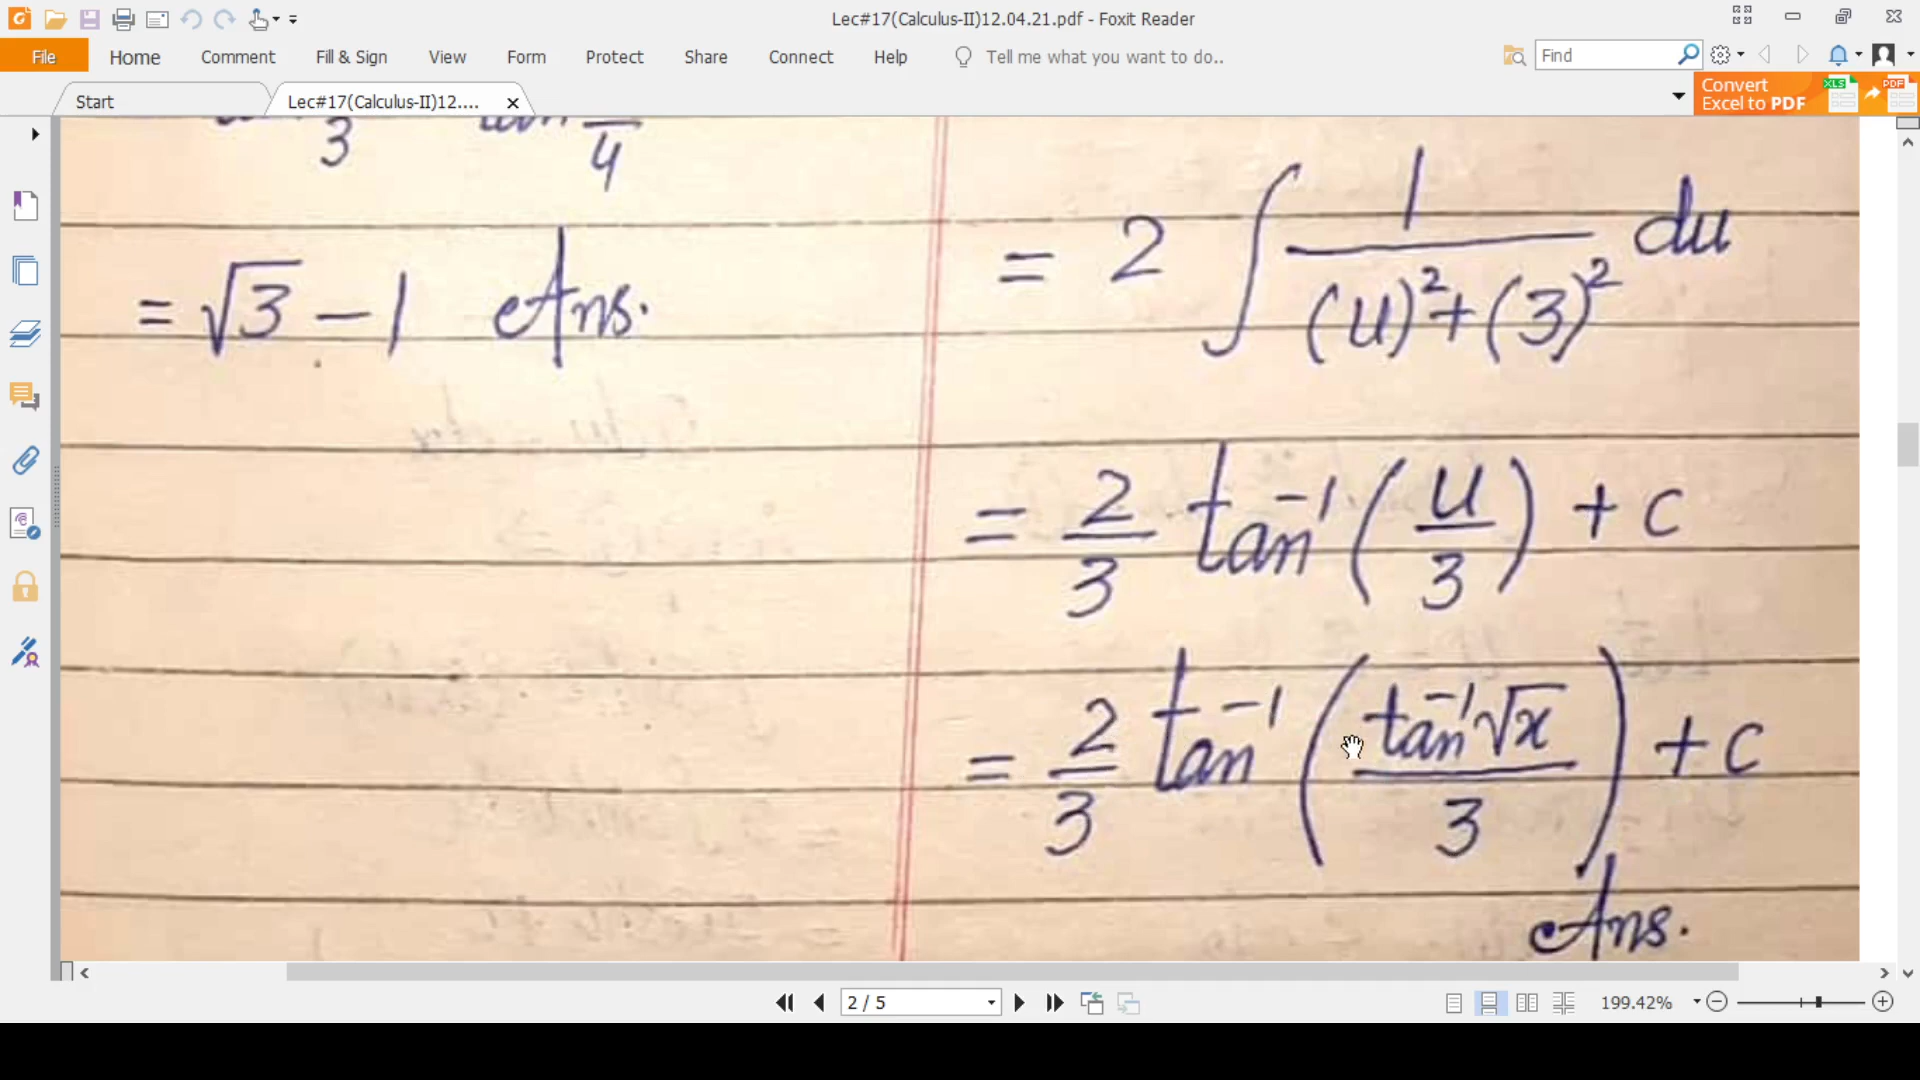 Lec#17(Calculus-II)12.04.21.pdf - Foxit Reader
File Home Comment Fill & Sign View Form Protect Share Connect Help Tell me what you want to do.. Find
Start Lec#17(Calculus-II)12....
Convert Excel to PDF
XLS PDF
3 tan 4
= √3 - 1 Ans.
= 2 ∫ 1/((u)²+(3)²) du
= 2/3 tan⁻¹ (u/3) + c
= 2/3 tan⁻¹ (tan⁻¹√x/3) + c
Ans.
2 / 5
199.42%